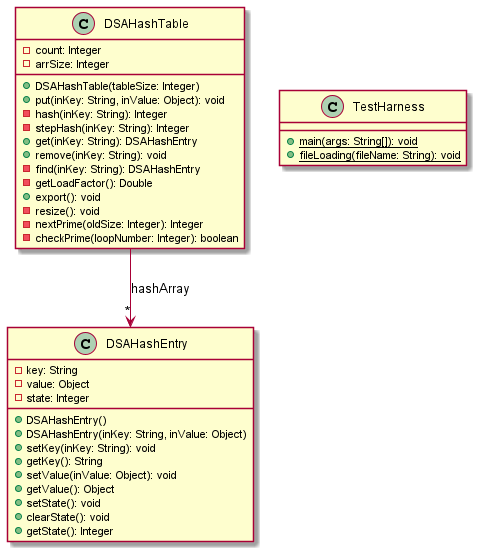 C DSAHashTable
count: Integer
arrSize: Integer
DSAHashTable(tableSize: Integer)
put(inKey: String, inValue: Object): void
hash(inKey: String): Integer
stepHash(inKey: String): Integer
get(inKey: String): DSAHashEntry
remove(inKey: String): void
find(inKey: String): DSAHashEntry
getLoadFactor(): Double
export(): void
resize(): void
nextPrime(oldSize: Integer): Integer
checkPrime(loopNumber: Integer): boolean
C TestHarness
main(args: String[]): void
fileLoading(fileName: String): void
hashArray
*
C DSAHashEntry
key: String
value: Object
state: Integer
DSAHashEntry()
DSAHashEntry(inKey: String, inValue: Object)
setKey(inKey: String): void
getKey(): String
setValue(inValue: Object): void
getValue(): Object
setState(): void
clearState(): void
getState(): Integer